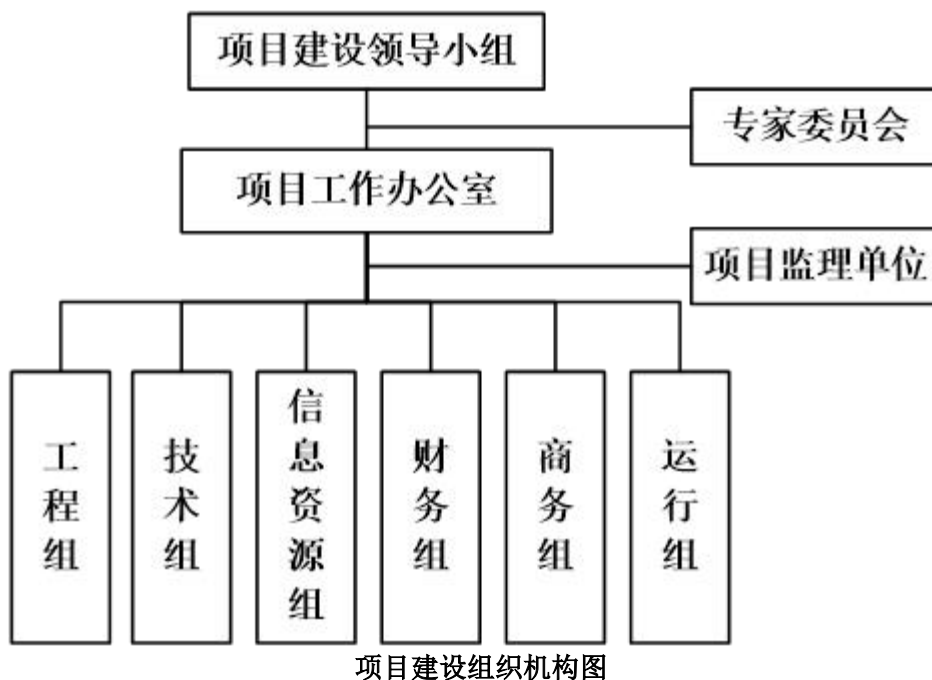 项目建设领导小组
专家委员会
项目工作办公室
项目监理单位
工程组
技术组
信息资源组
财务组
商务组
运行组
项目建设组织机构图